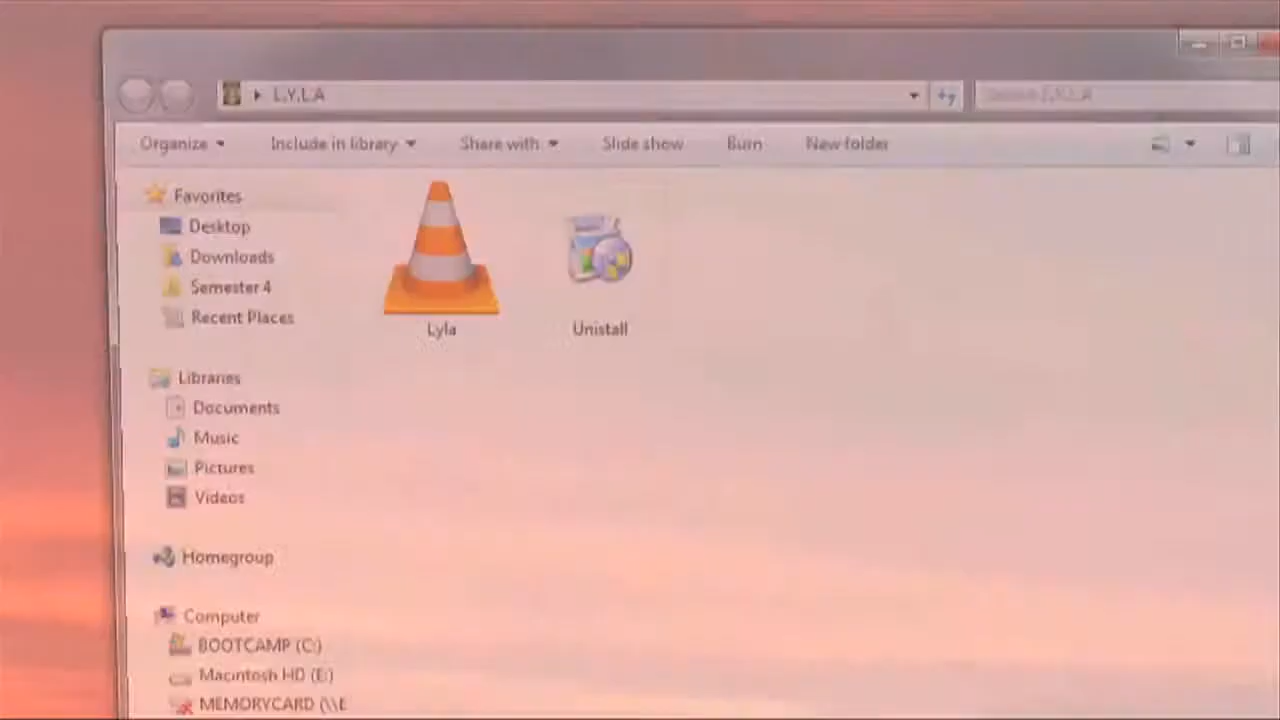 L.Y.L.A
Search L.Y.L.A
Organize Include in library Share with Slide show Burn New folder
Favorites
Desktop
Downloads
Semester 4
Recent Places
Lyla
Unistall
Libraries
Documents
Music
Pictures
Videos
Homegroup
Computer
BOOTCAMP (C:)
Macintosh HD (E:)
MEMORYCARD (\\E